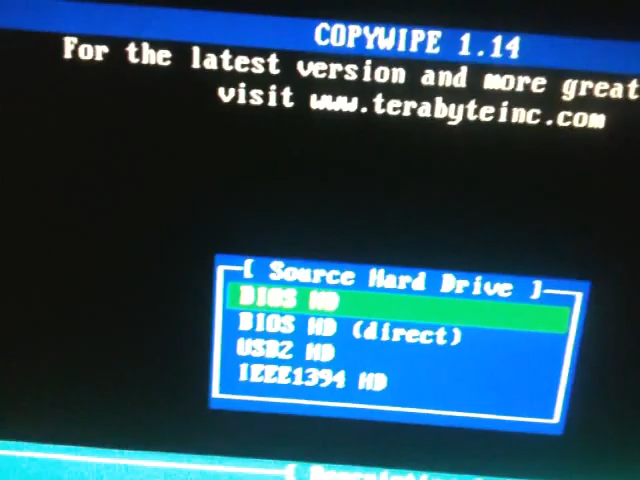 COPYWIPE 1.14
For the latest version and more great
visit www.terabyteinc.com
[ Source Hard Drive ]
BIOS HD
BIOS HD (direct)
USB2 HD
IEEE1394 HD